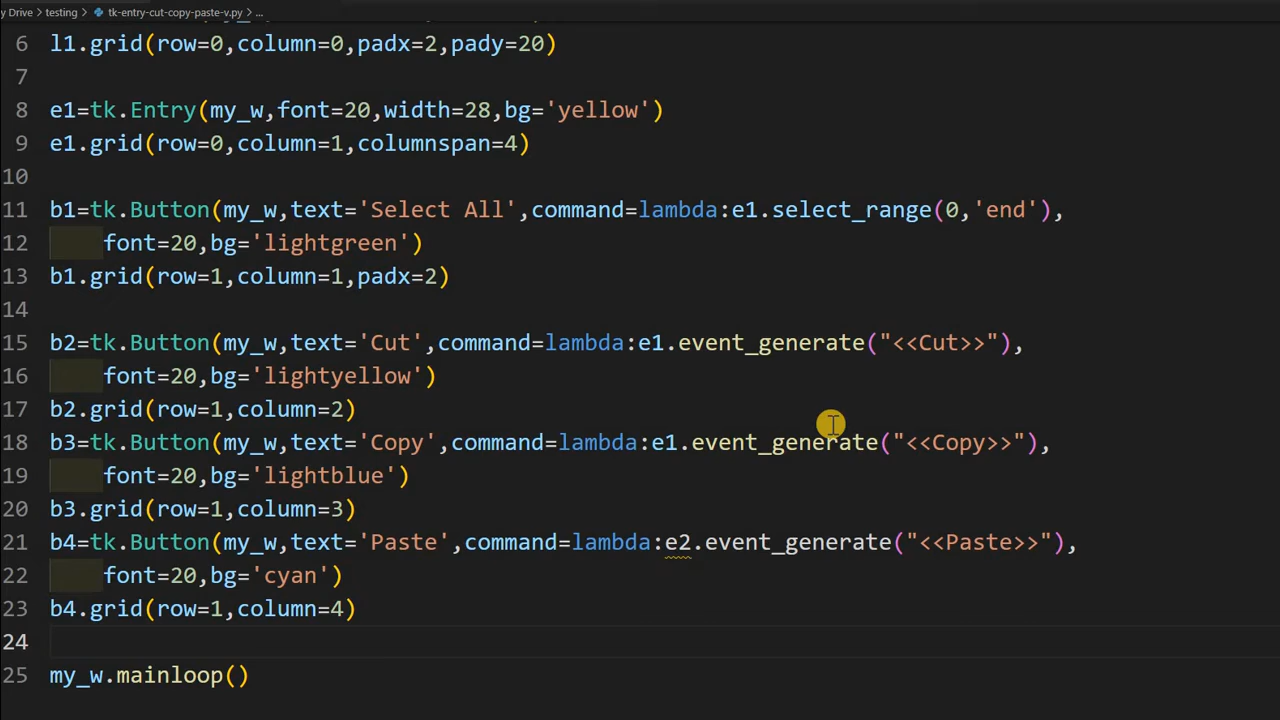 y Drive > testing > tk-entry-cut-copy-paste-v.py > ...
6 l1.grid(row=0,column=0,padx=2,pady=20)
7
8 e1=tk.Entry(my_w,font=20,width=28,bg='yellow')
9 e1.grid(row=0,column=1,columnspan=4)
10
11 b1=tk.Button(my_w,text='Select All',command=lambda:e1.select_range(0,'end'),
12     font=20,bg='lightgreen')
13 b1.grid(row=1,column=1,padx=2)
14
15 b2=tk.Button(my_w,text='Cut',command=lambda:e1.event_generate("<<Cut>>"),
16     font=20,bg='lightyellow')
17 b2.grid(row=1,column=2)
18 b3=tk.Button(my_w,text='Copy',command=lambda:e1.event_generate("<<Copy>>"),
19     font=20,bg='lightblue')
20 b3.grid(row=1,column=3)
21 b4=tk.Button(my_w,text='Paste',command=lambda:e2.event_generate("<<Paste>>"),
22     font=20,bg='cyan')
23 b4.grid(row=1,column=4)
24
25 my_w.mainloop()